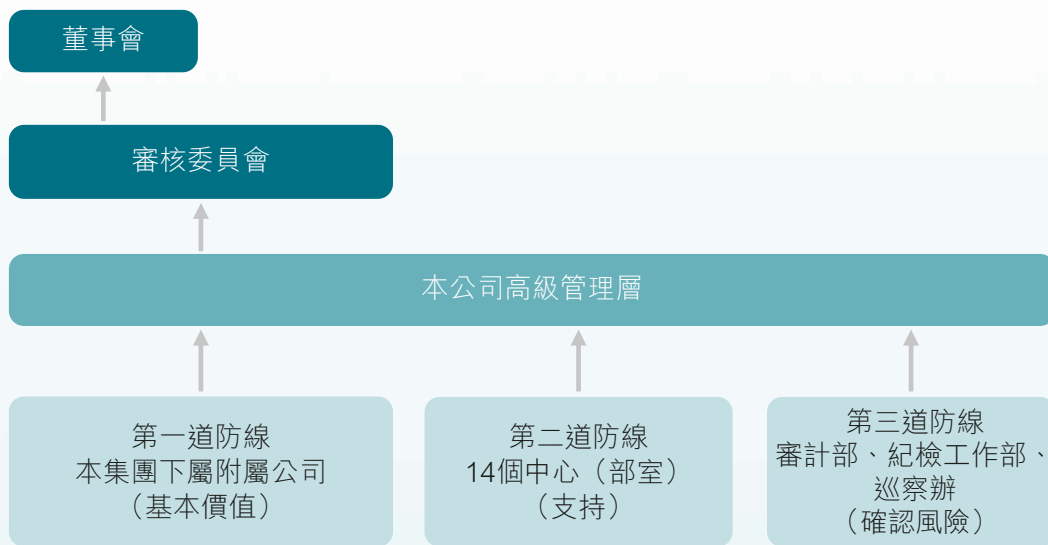 董事會
審核委員會
本公司高級管理層
第一道防線
本集團下屬附屬公司
（基本價值）
第二道防線
14個中心（部室）
（支持）
第三道防線
審計部、紀檢工作部、
巡察辦
（確認風險）